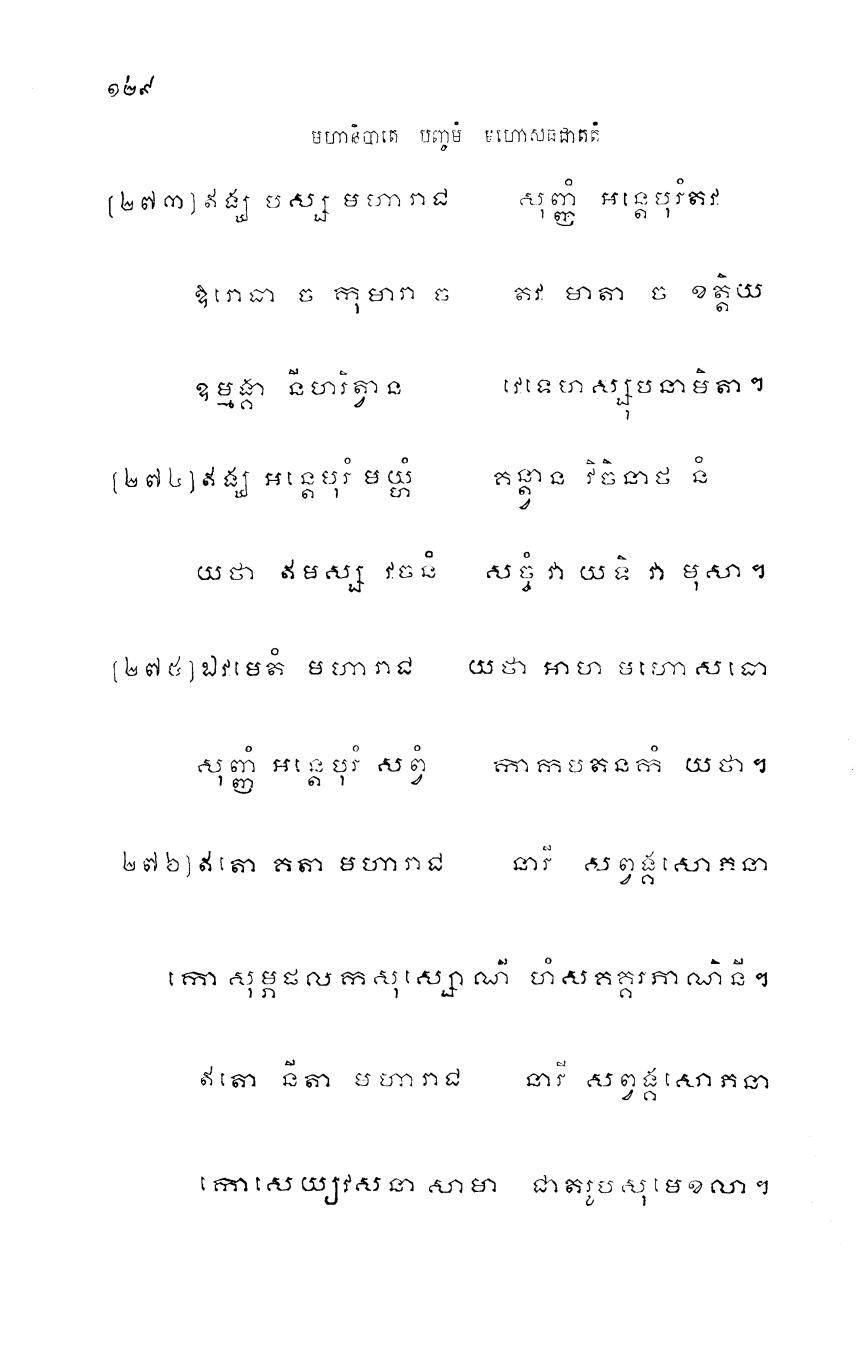 ១២៩
មហានិបាតេ បញ្ចមំ មហោសធជាតកំ
[២៧៣] ឥង្ឃ បស្ស មហារាជ សុញ្ញំ អន្តេបុរំ តវ
ឱរោធា ច កុមារា ច តវ មាតា ច ខត្តិយ
ឧម្មង្គា នីហរិត្វាន វេទេហស្សុបនាមិតា។
[២៧៤] ឥង្ឃ អន្តេបុរំ មយ្ហំ គន្ត្វាន វិចិនាថ នំ
យថា ឥមស្ស វចនំ សច្ចំ វា យទិ វា មុសា។
[២៧៥] ឯវមេតំ មហារាជ យថា អាហ មហោសធោ
សុញ្ញំ អន្តេបុរំ សព្វំ កាកបតនកំ យថា។
២៧៦] ឥតោ គតា មហារាជ នារី សព្វង្គសោភនា
កោសុម្ភផលកសុស្សោណី ហំសគគ្គរភាណិនី។
ឥតោ នីតា មហារាជ នារី សព្វង្គសោភនា
កោសេយ្យវសនា សាមា ជាតរូបសុមេខលា។